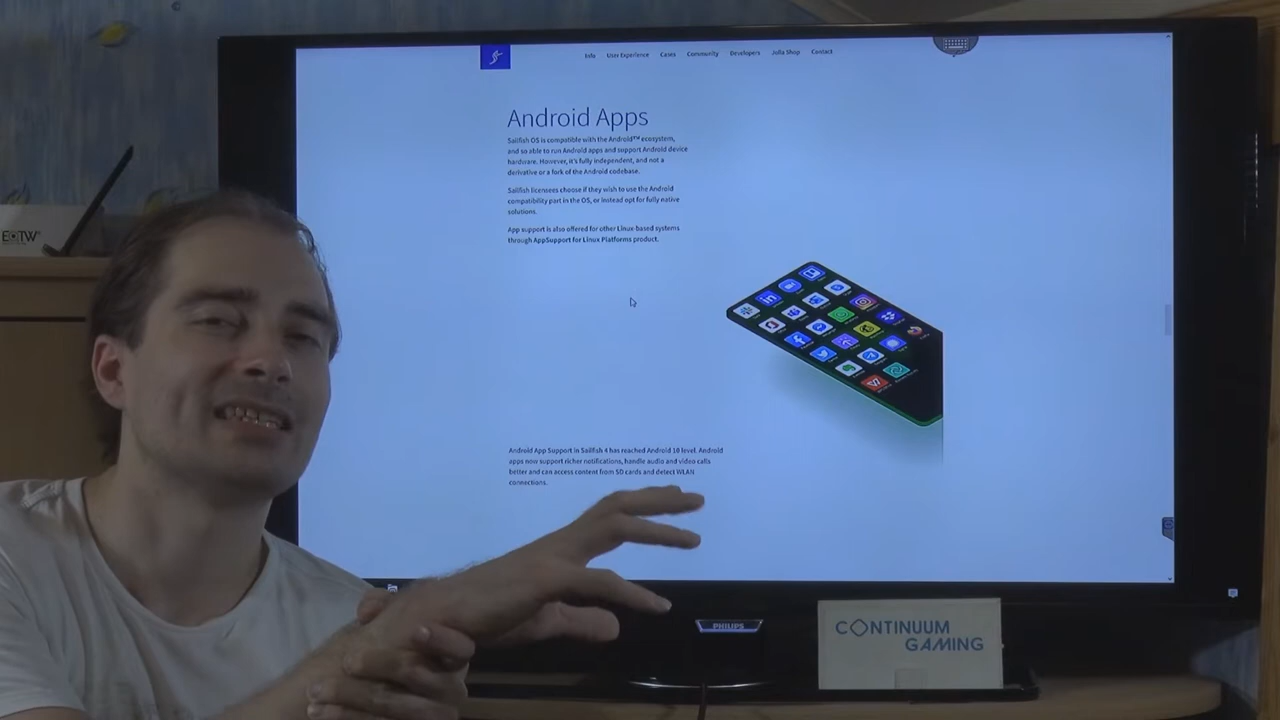 Info User Experience Cases Community Developers Jolla Shop Contact
Android Apps
Sailfish OS is compatible with the Android™ ecosystem,
and so able to run Android apps and support Android device
hardware. However, it's fully independent, and not a
derivative or a fork of the Android codebase.
Sailfish licensees choose if they wish to use the Android
compatibility part in the OS, or instead opt for fully native
solutions.
App support is also offered for other Linux-based systems
through AppSupport for Linux Platforms product.
EOTW
Android App Support in Sailfish 4 has reached Android 10 level. Android
apps now support richer notifications, handle audio and video calls
better and can access content from SD cards and detect WLAN
connections.
PHILIPS
CONTINUUM
GAMING